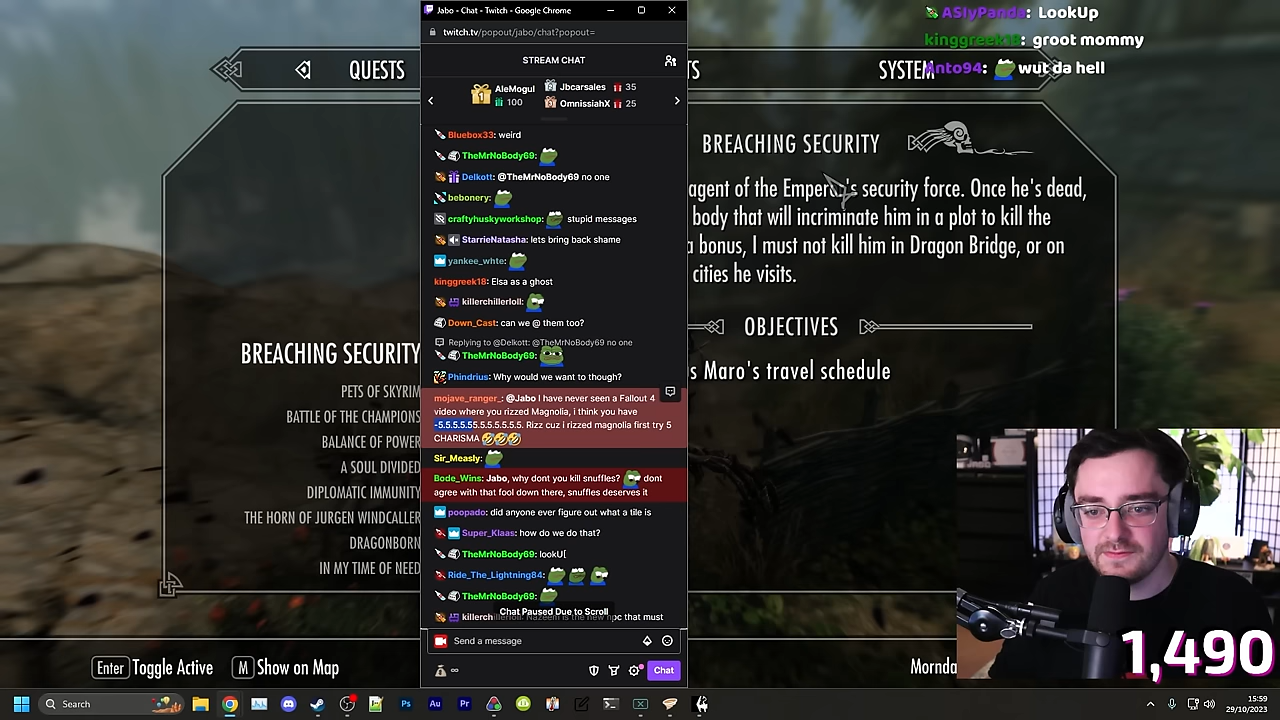 Jabo - Chat - Twitch - Google Chrome
twitch.tv/popout/jabo/chat?popout=
STREAM CHAT
AleMogul
100
Jbcarsales 35
OmnissiahX 25
Bluebox33: weird
TheMrNoBody69:
Delkott: @TheMrNoBody69 no one
bebonery:
craftyhuskyworkshop: stupid messages
StarrieNatasha: lets bring back shame
yankee_whte:
kinggreek18: Elsa as a ghost
killerchillerloll:
Down_Cast: can we @ them too?
Replying to @Delkott: @TheMrNoBody69 no one
TheMrNoBody69:
Phindrius: Why would we want to though?
mojave_ranger_: @Jabo I have never seen a Fallout 4
video where you rizzed Magnolia, i think you have
-5.5.5.5.55.5.5.5.5.5.5. Rizz cuz i rizzed magnolia first try 5
CHARISMA 🤣🤣🤣
Sir_Measly:
Bode_Wins: Jabo, why dont you kill snuffles? dont
agree with that fool down there, snuffles deserves it
poopado: did anyone ever figure out what a tile is
Super_Klaas: how do we do that?
TheMrNoBody69: lookU[
Ride_The_Lightning84:
TheMrNoBody69:
Chat Paused Due to Scroll
Send a message
Chat
QUESTS
SYSTEM
BREACHING SECURITY
PETS OF SKYRIM
BATTLE OF THE CHAMPIONS
BALANCE OF POWER
A SOUL DIVIDED
DIPLOMATIC IMMUNITY
THE HORN OF JURGEN WINDCALLER
DRAGONBORN
IN MY TIME OF NEED
BREACHING SECURITY
agent of the Emperor's security force. Once he's dead,
body that will incriminate him in a plot to kill the
a bonus, I must not kill him in Dragon Bridge, or on
cities he visits.
OBJECTIVES
s Maro's travel schedule
Enter Toggle Active M Show on Map
Mornda
ASlyPanda: LookUp
kinggreek18: groot mommy
Anto94: wut da hell
1,490
Search
15:59
29/10/2023